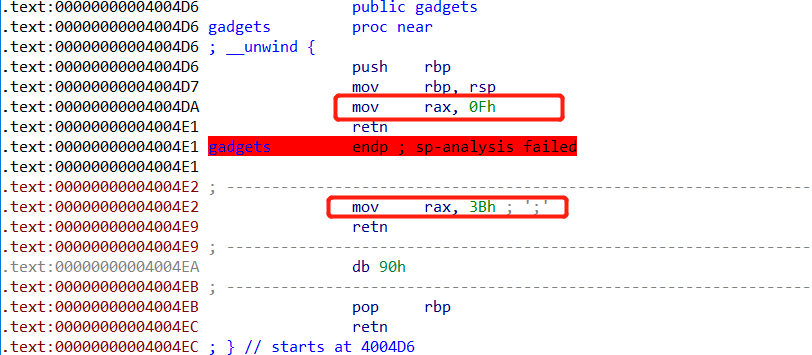 .text:00000000004004D6 public gadgets
.text:00000000004004D6 gadgets proc near
.text:00000000004004D6 ; __unwind {
.text:00000000004004D6 push rbp
.text:00000000004004D7 mov rbp, rsp
.text:00000000004004DA mov rax, 0Fh
.text:00000000004004E1 retn
.text:00000000004004E1 gadgets endp ; sp-analysis failed
.text:00000000004004E1
.text:00000000004004E2 ; ---------------------------------------------------------------------------
.text:00000000004004E2 mov rax, 3Bh ; ';'
.text:00000000004004E9 retn
.text:00000000004004E9 ; ---------------------------------------------------------------------------
.text:00000000004004EA db 90h
.text:00000000004004EB ; ---------------------------------------------------------------------------
.text:00000000004004EB pop rbp
.text:00000000004004EC retn
.text:00000000004004EC ; } // starts at 4004D6